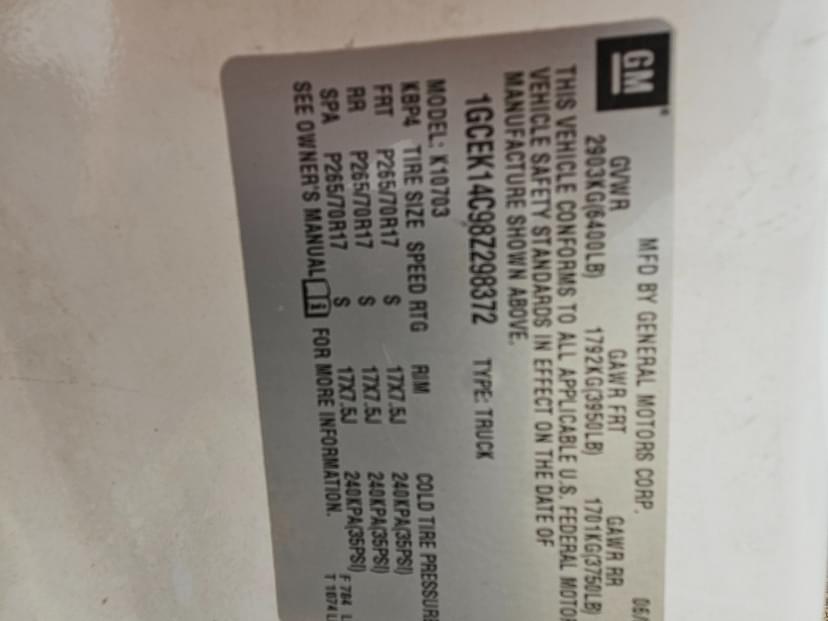 GM
MFD BY GENERAL MOTORS CORP.
GVWR GAWR FRT GAWR RR
2903KG(6400LB) 1792KG(3950LB) 1701KG(3750LB)
THIS VEHICLE CONFORMS TO ALL APPLICABLE U.S. FEDERAL MOTO
VEHICLE SAFETY STANDARDS IN EFFECT ON THE DATE OF
MANUFACTURE SHOWN ABOVE.
1GCEK14C98Z298372 TYPE: TRUCK
MODEL: K10703
KBP4 TIRE SIZE SPEED RTG RIM COLD TIRE PRESSURE
FRT P265/70R17 S 17X7.5J 240KPA(35PSI)
RR P265/70R17 S 17X7.5J 240KPA(35PSI)
SPA P265/70R17 S 17X7.5J 240KPA(35PSI)
SEE OWNER'S MANUAL FOR MORE INFORMATION.